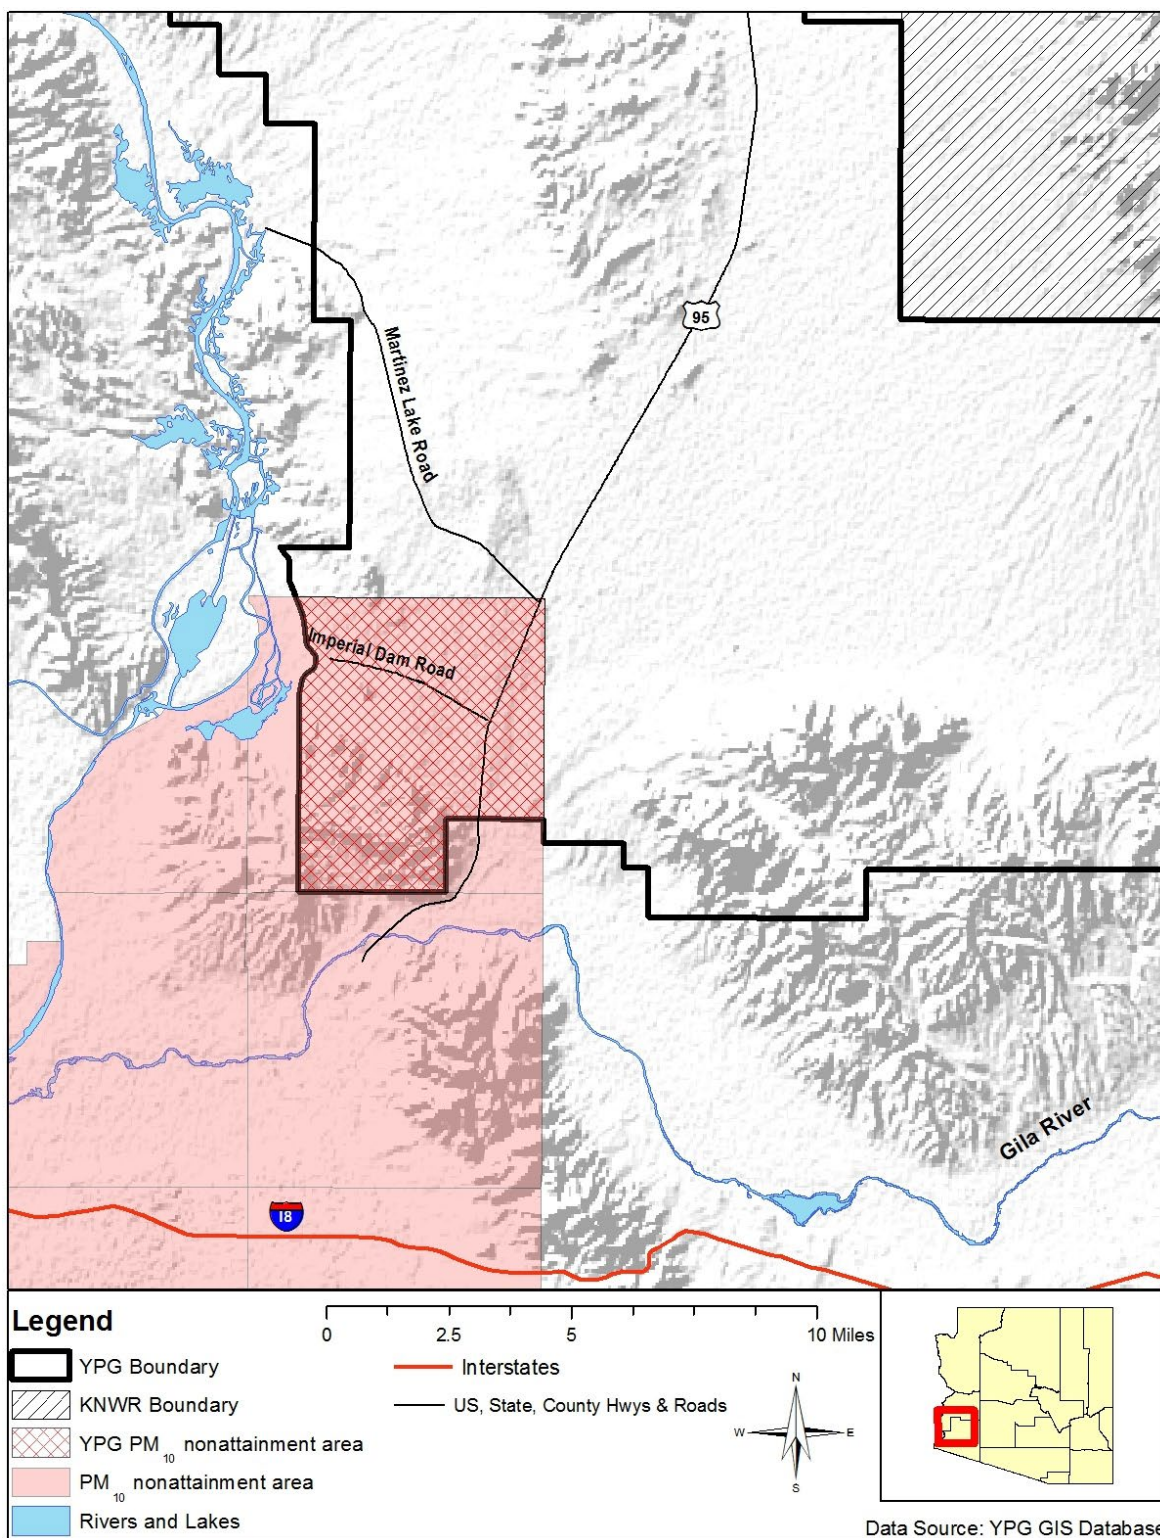 95
Martinez Lake Road
Imperial Dam Road
Gila River
18
Legend
0 2.5 5 10 Miles
YPG Boundary
KNWR Boundary
YPG PM10 nonattainment area
PM10 nonattainment area
Rivers and Lakes
Interstates
US, State, County Hwys & Roads
N
W E
S
Data Source: YPG GIS Database